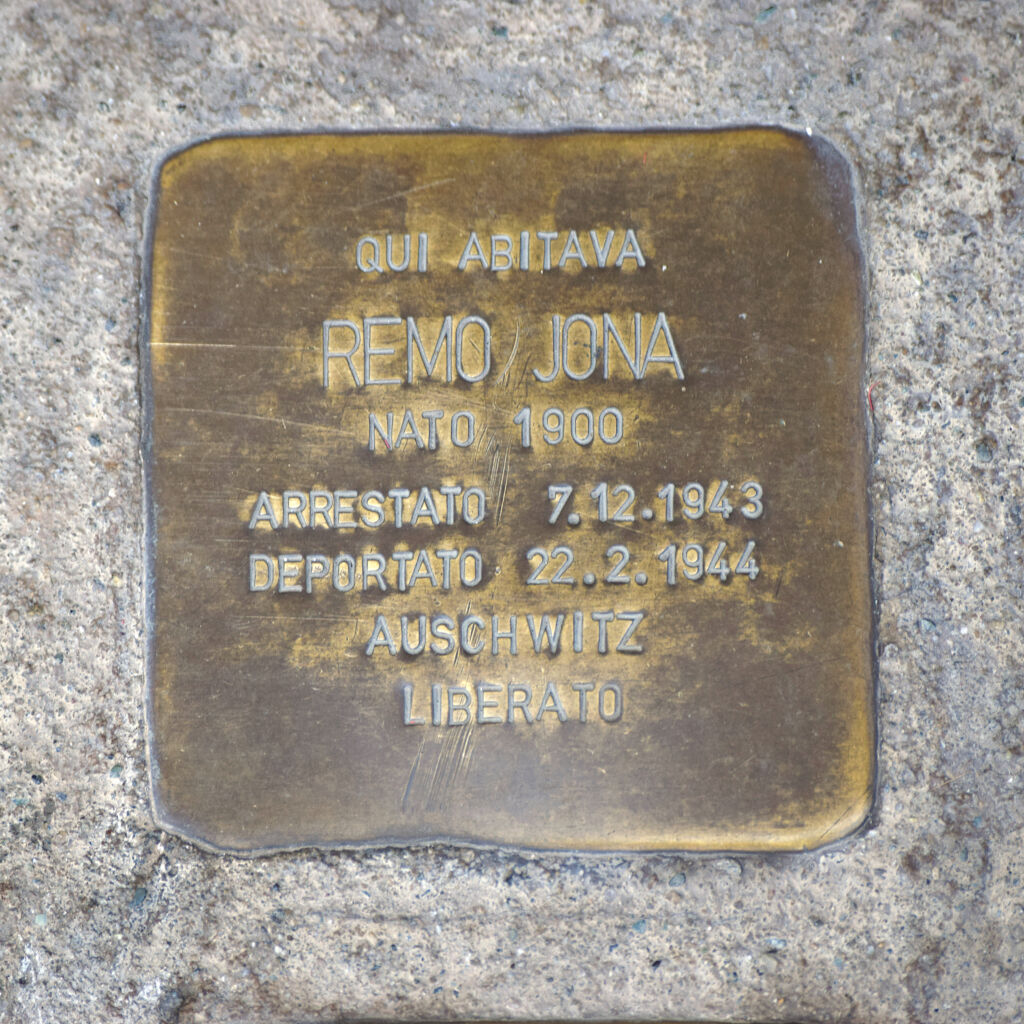 QUI ABITAVA
REMO JONA
NATO 1900
ARRESTATO 7.12.1943
DEPORTATO 22.2.1944
AUSCHWITZ
LIBERATO